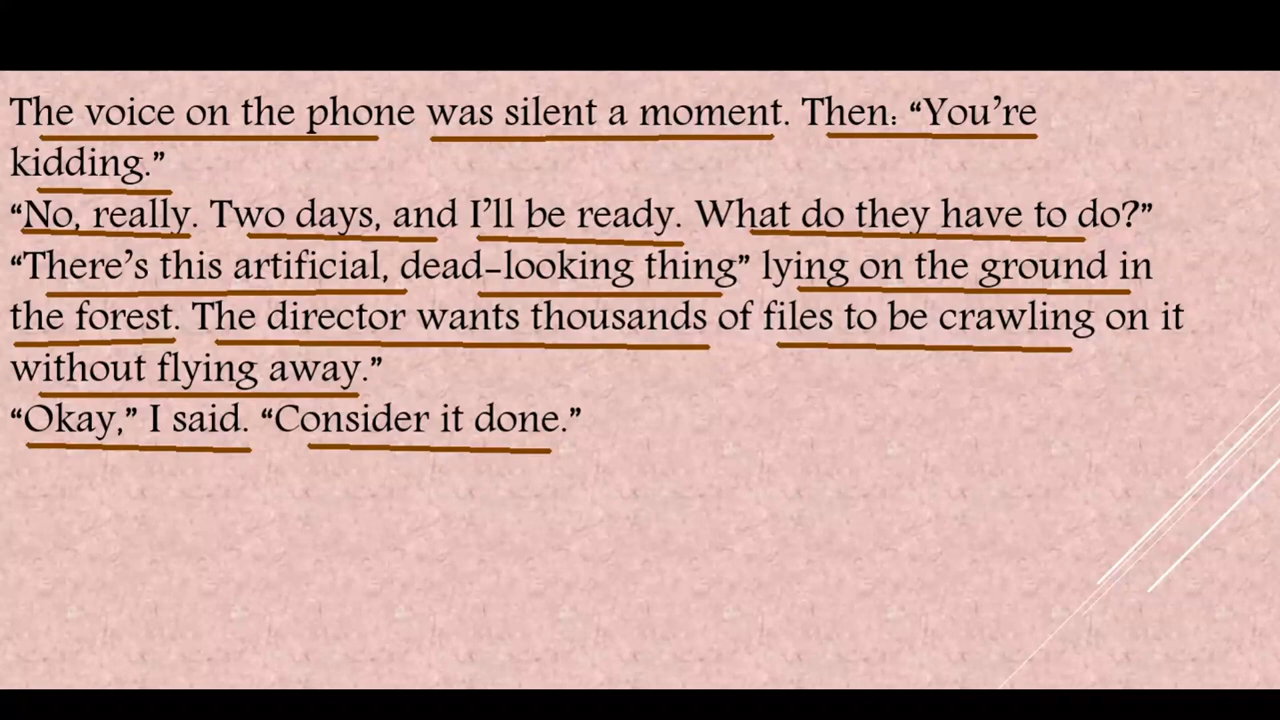 The voice on the phone was silent a moment. Then: “You’re
kidding.”
“No, really. Two days, and I’ll be ready. What do they have to do?”
“There’s this artificial, dead-looking thing” lying on the ground in
the forest. The director wants thousands of files to be crawling on it
without flying away.”
“Okay,” I said. “Consider it done.”